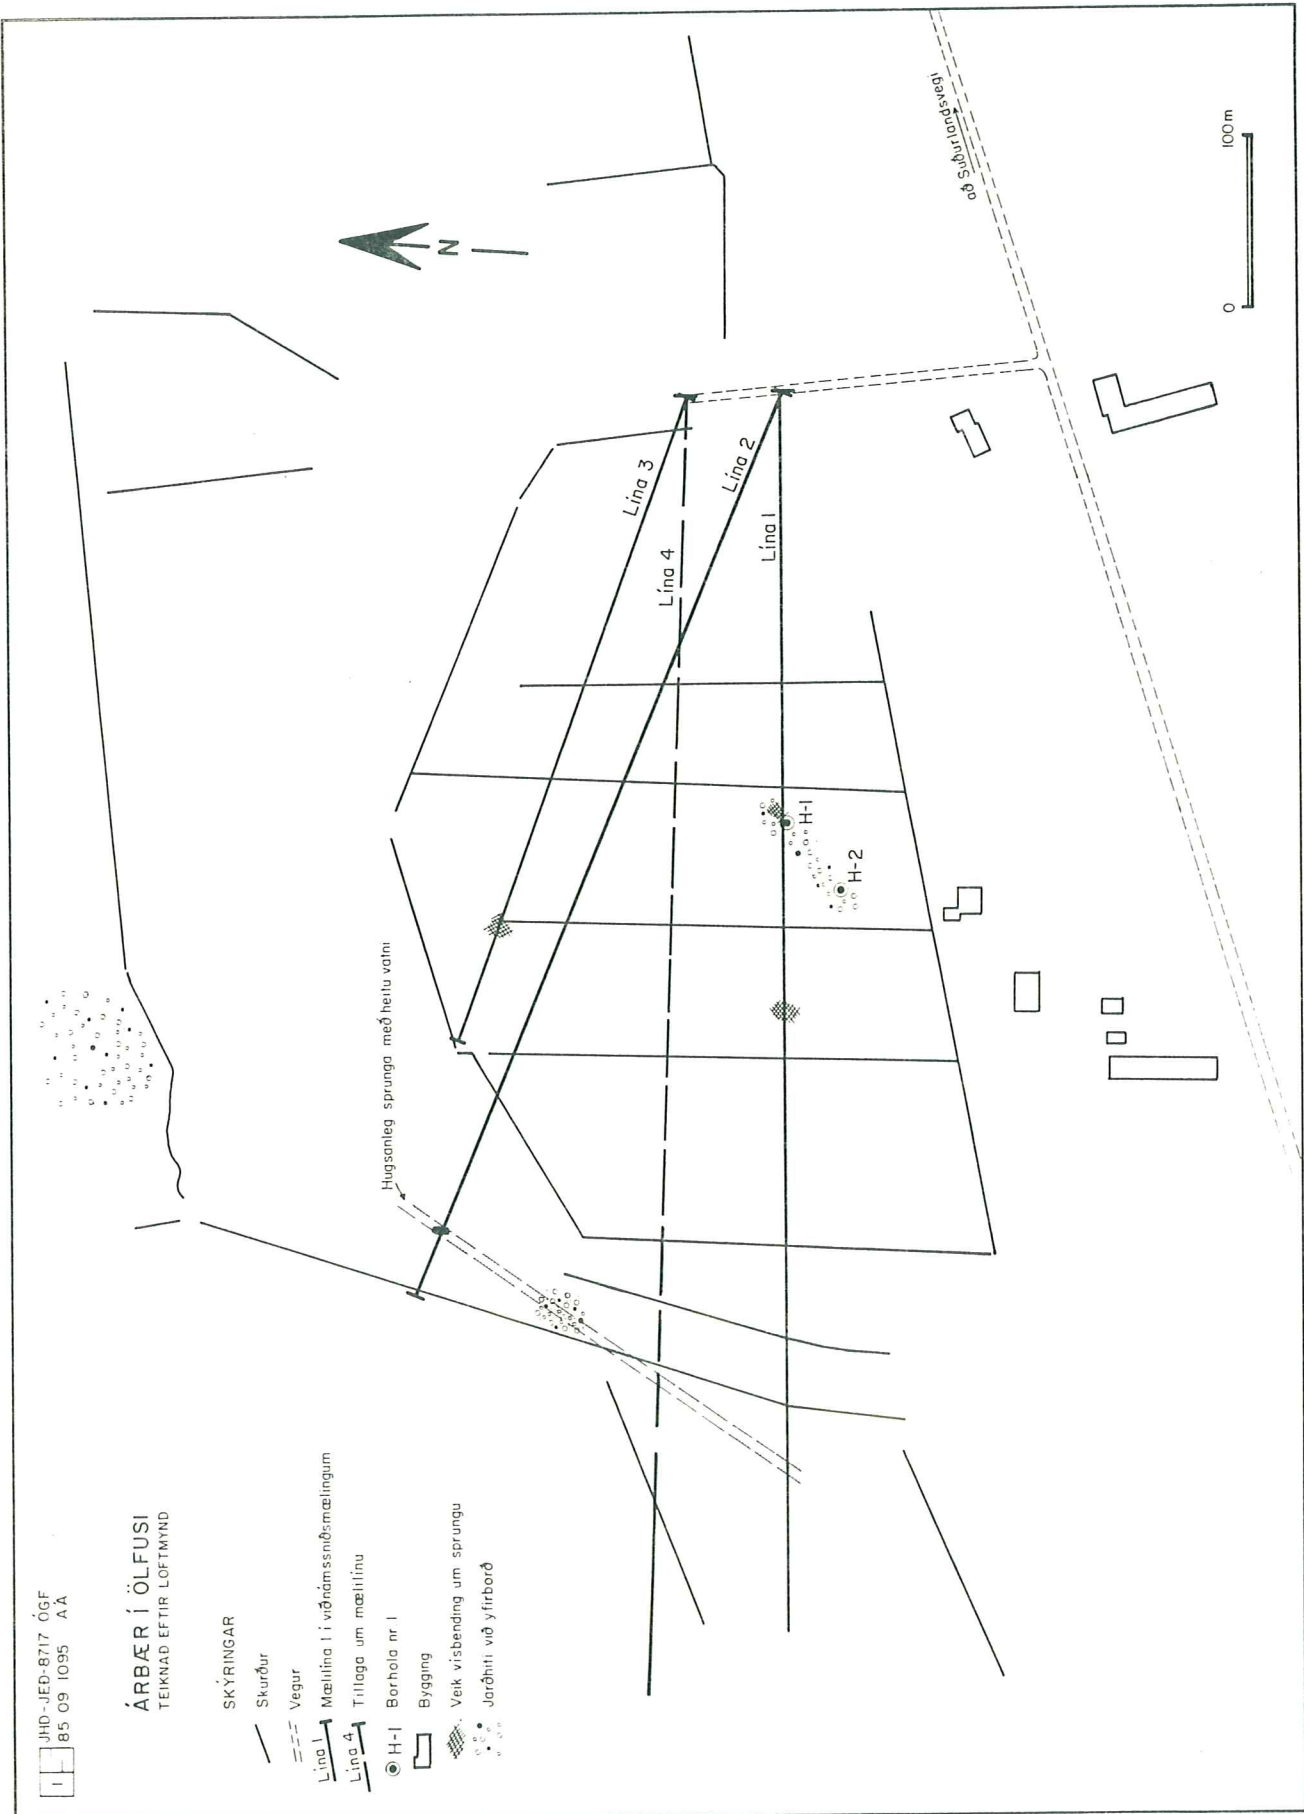 JHD-JED-8717 ÓGF
85 09 1095 AÁ
ÁRBÆR Í ÖLFUSI
TEIKNAÐ EFTIR LOFTMYND
SKÝRINGAR
Skurður
Vegur
Lína 1 Mælilína 1 í viðnámssniðsmælingum
Lína 4 Tillaga um mælilínu
H-1 Borhola nr. 1
Bygging
Veik vísbending um sprungu
Jarðhiti við yfirborð
Hugsanleg sprunga með heitu vatni
Lína 3
Lína 4
Lína 2
Lína 1
H-1
H-2
N
að Suðurlandsvegi
0 100m